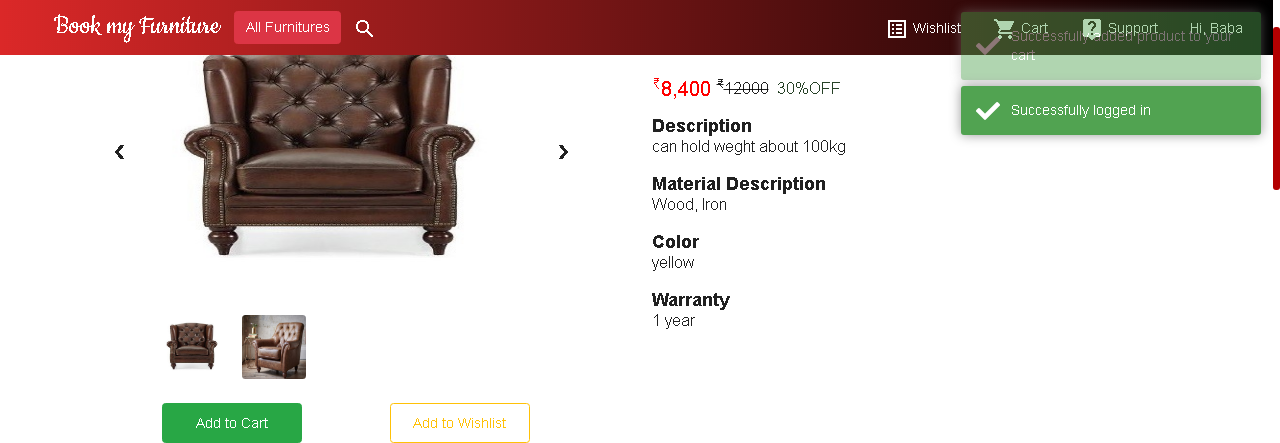 Book my Furniture
All Furnitures
Wishlist
Cart
Support
Hi, Baba
Successfully added product to your
cart
Successfully logged in
₹8,400 ₹12000 30%OFF
Description
can hold weght about 100kg
Material Description
Wood, Iron
Color
yellow
Warranty
1 year
Add to Cart
Add to Wishlist